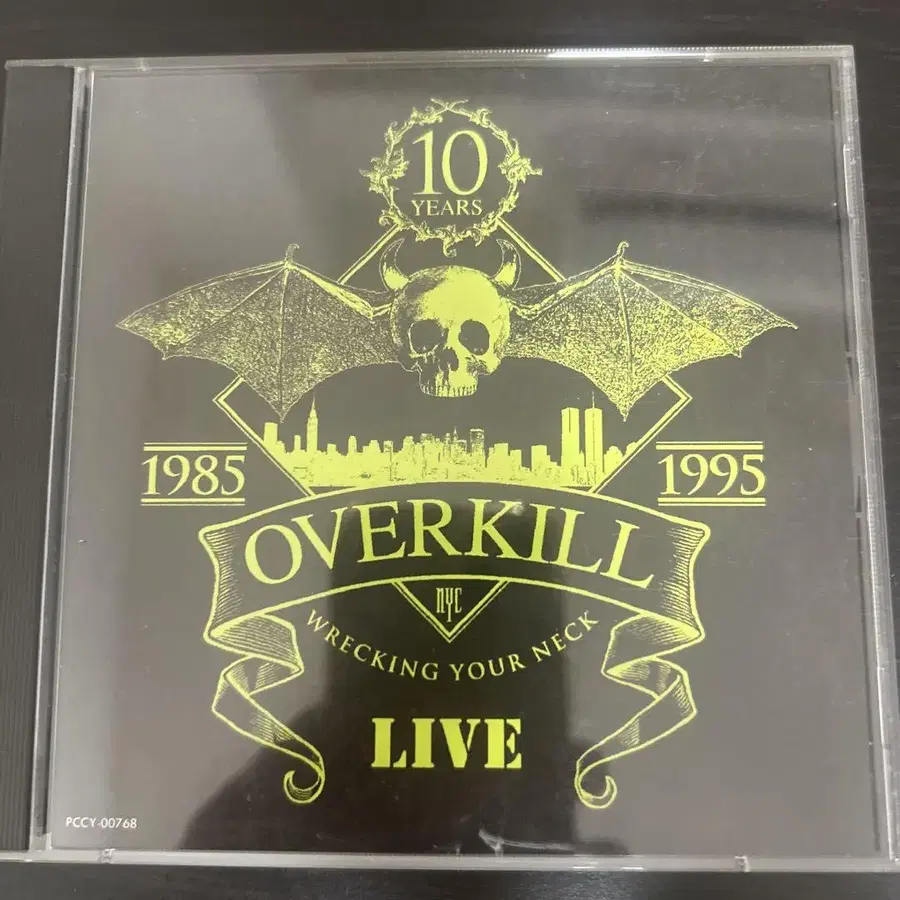 10
YEARS
1985
1995
OVERKILL
NYC
WRECKING YOUR NECK
LIVE
PCCY-00768